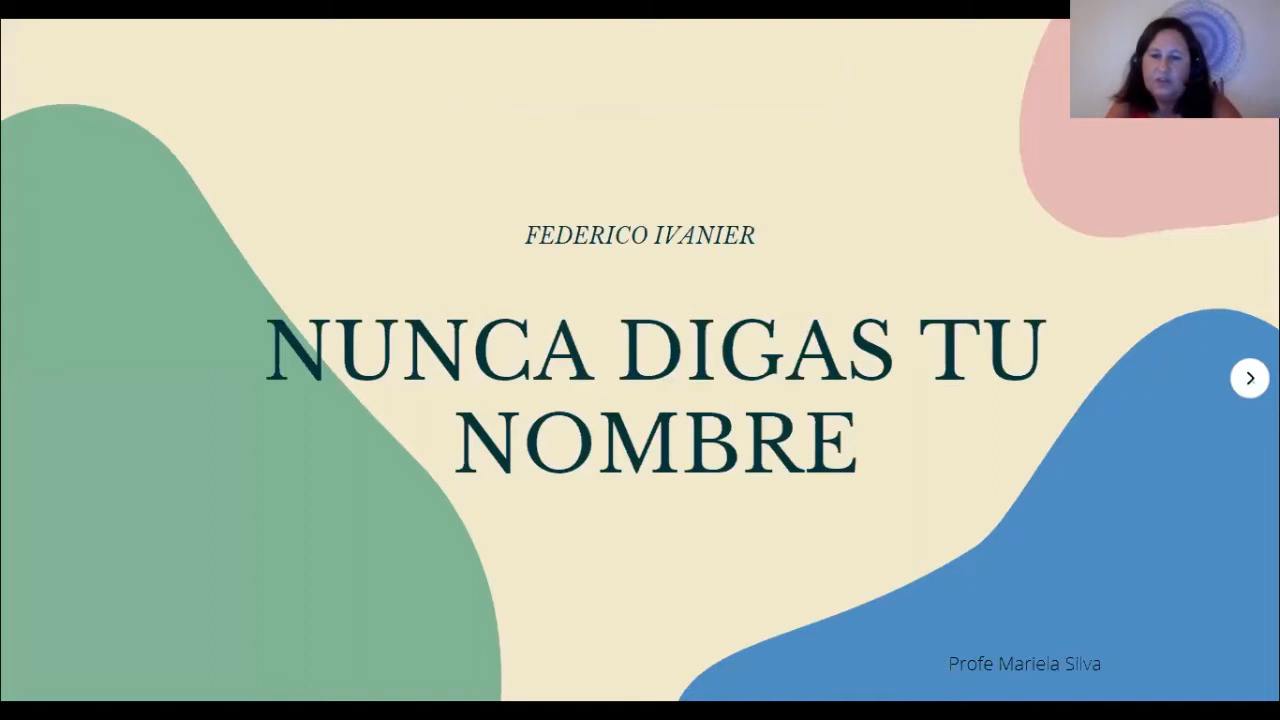 FEDERICO IVANIER
NUNCA DIGAS TU
NOMBRE
Profe Mariela Silva